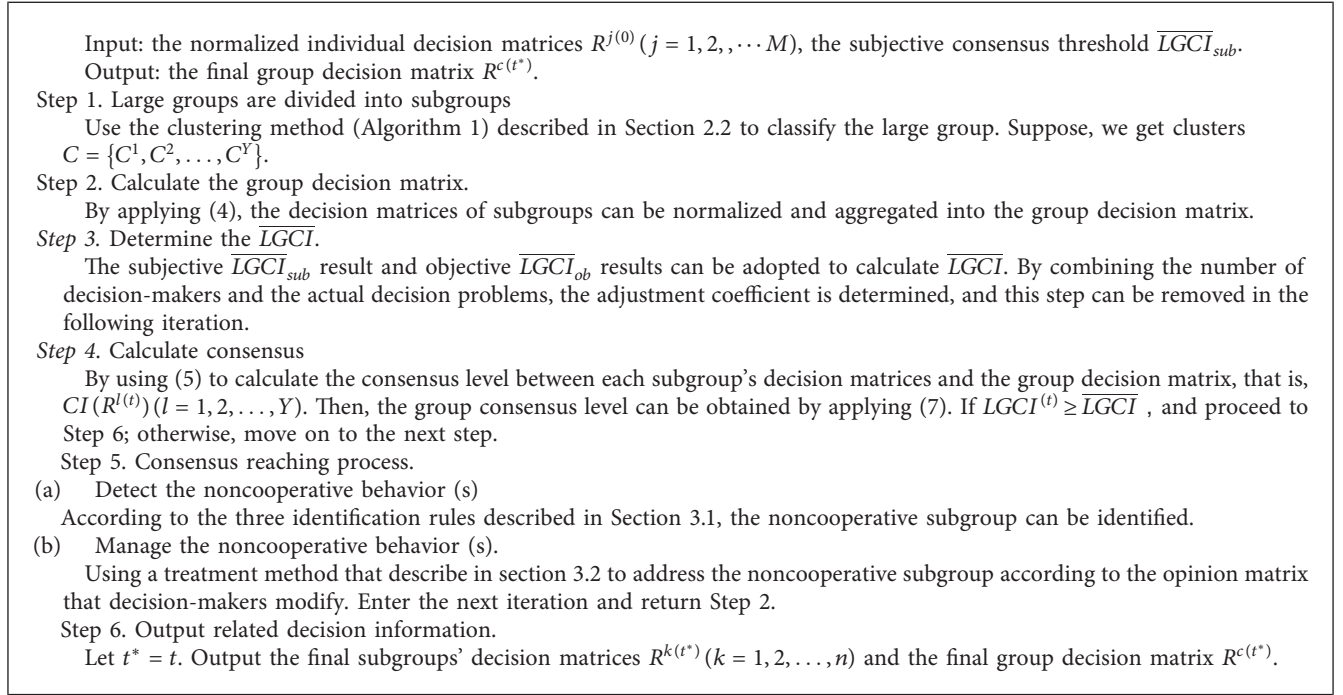 Input: the normalized individual decision matrices R^{j(0)} (j = 1, 2, , ⋯ M), the subjective consensus threshold \overline{LGCI}_{sub}.
Output: the final group decision matrix R^{c(t*)}.
Step 1. Large groups are divided into subgroups
Use the clustering method (Algorithm 1) described in Section 2.2 to classify the large group. Suppose, we get clusters
C = {C^1, C^2, . . . , C^Y}.
Step 2. Calculate the group decision matrix.
By applying (4), the decision matrices of subgroups can be normalized and aggregated into the group decision matrix.
Step 3. Determine the \overline{LGCI}.
The subjective \overline{LGCI}_{sub} result and objective \overline{LGCI}_{ob} results can be adopted to calculate \overline{LGCI}. By combining the number of
decision-makers and the actual decision problems, the adjustment coefficient is determined, and this step can be removed in the
following iteration.
Step 4. Calculate consensus
By using (5) to calculate the consensus level between each subgroup's decision matrices and the group decision matrix, that is,
CI(R^{l(t)}) (l = 1, 2, . . . , Y). Then, the group consensus level can be obtained by applying (7). If LGCI^{(t)} ≥ \overline{LGCI} , and proceed to
Step 6; otherwise, move on to the next step.
Step 5. Consensus reaching process.
(a) Detect the noncooperative behavior (s)
According to the three identification rules described in Section 3.1, the noncooperative subgroup can be identified.
(b) Manage the noncooperative behavior (s).
Using a treatment method that describe in section 3.2 to address the noncooperative subgroup according to the opinion matrix
that decision-makers modify. Enter the next iteration and return Step 2.
Step 6. Output related decision information.
Let t* = t. Output the final subgroups' decision matrices R^{k(t*)} (k = 1, 2, . . . , n) and the final group decision matrix R^{c(t*)}.